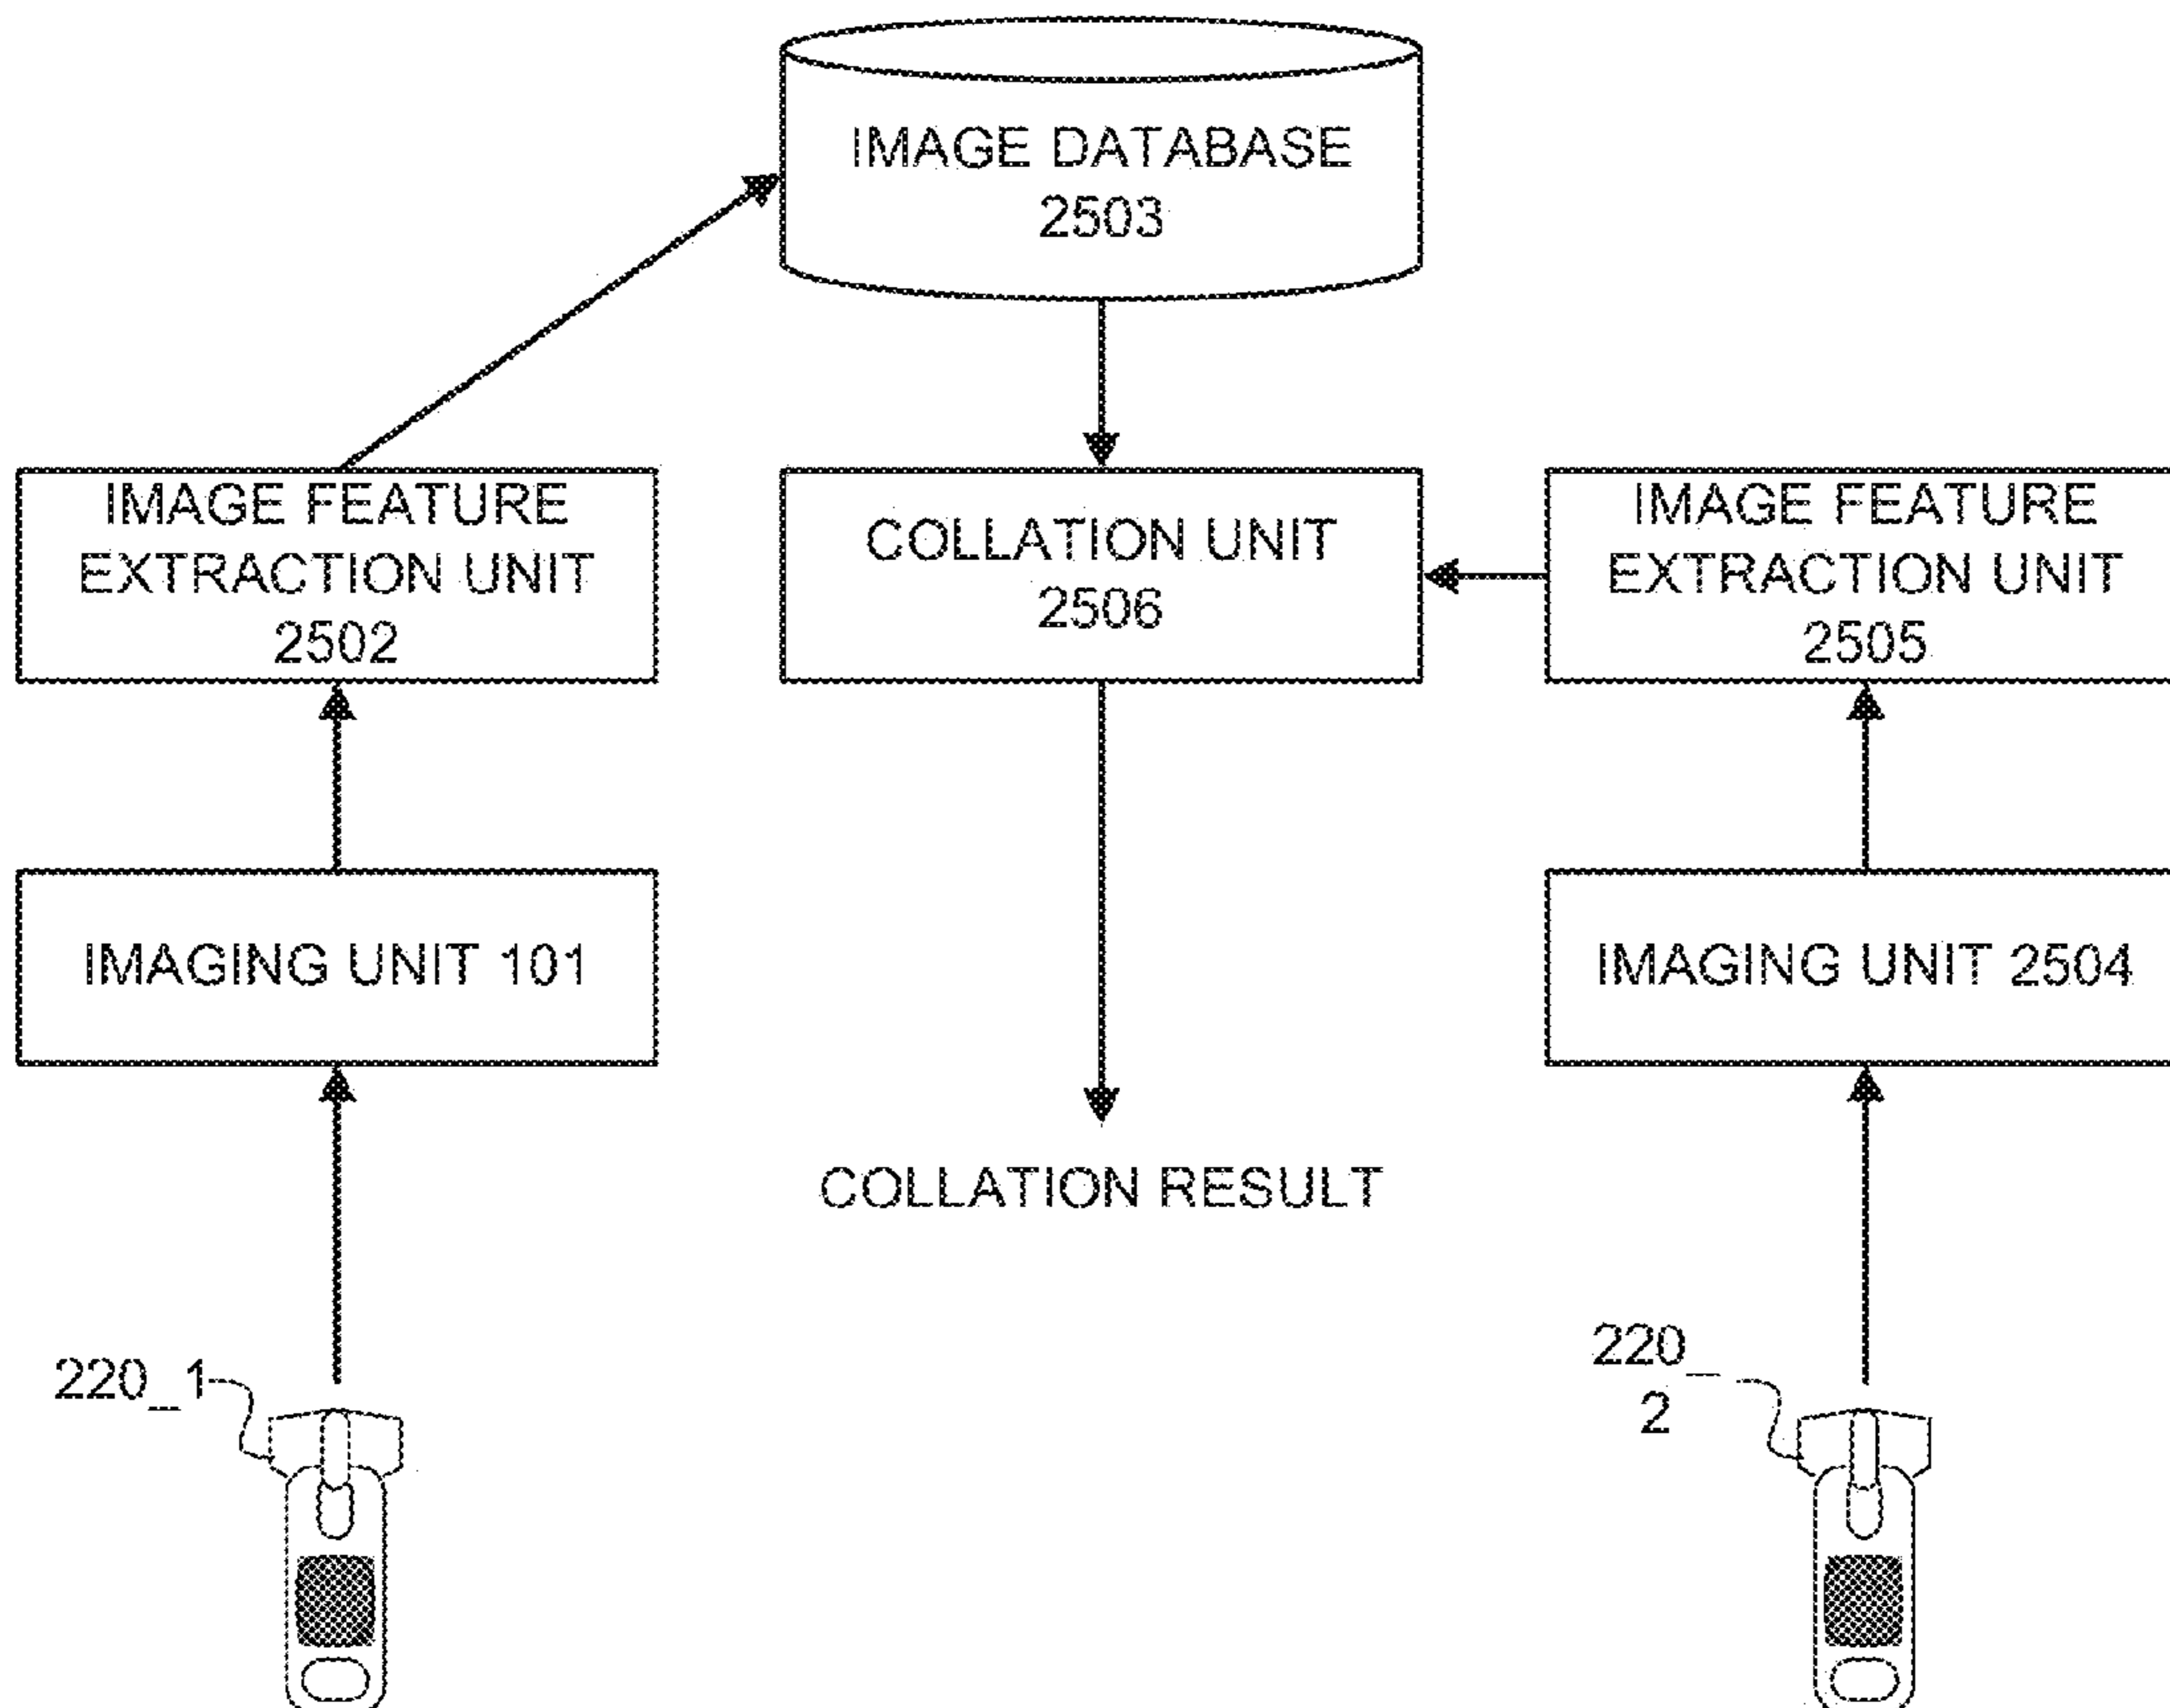 IMAGE DATABASE
2503
IMAGE FEATURE
EXTRACTION UNIT
2502
COLLATION UNIT
2506
IMAGE FEATURE
EXTRACTION UNIT
2505
IMAGING UNIT 101
IMAGING UNIT 2504
COLLATION RESULT
220_1
220_
2